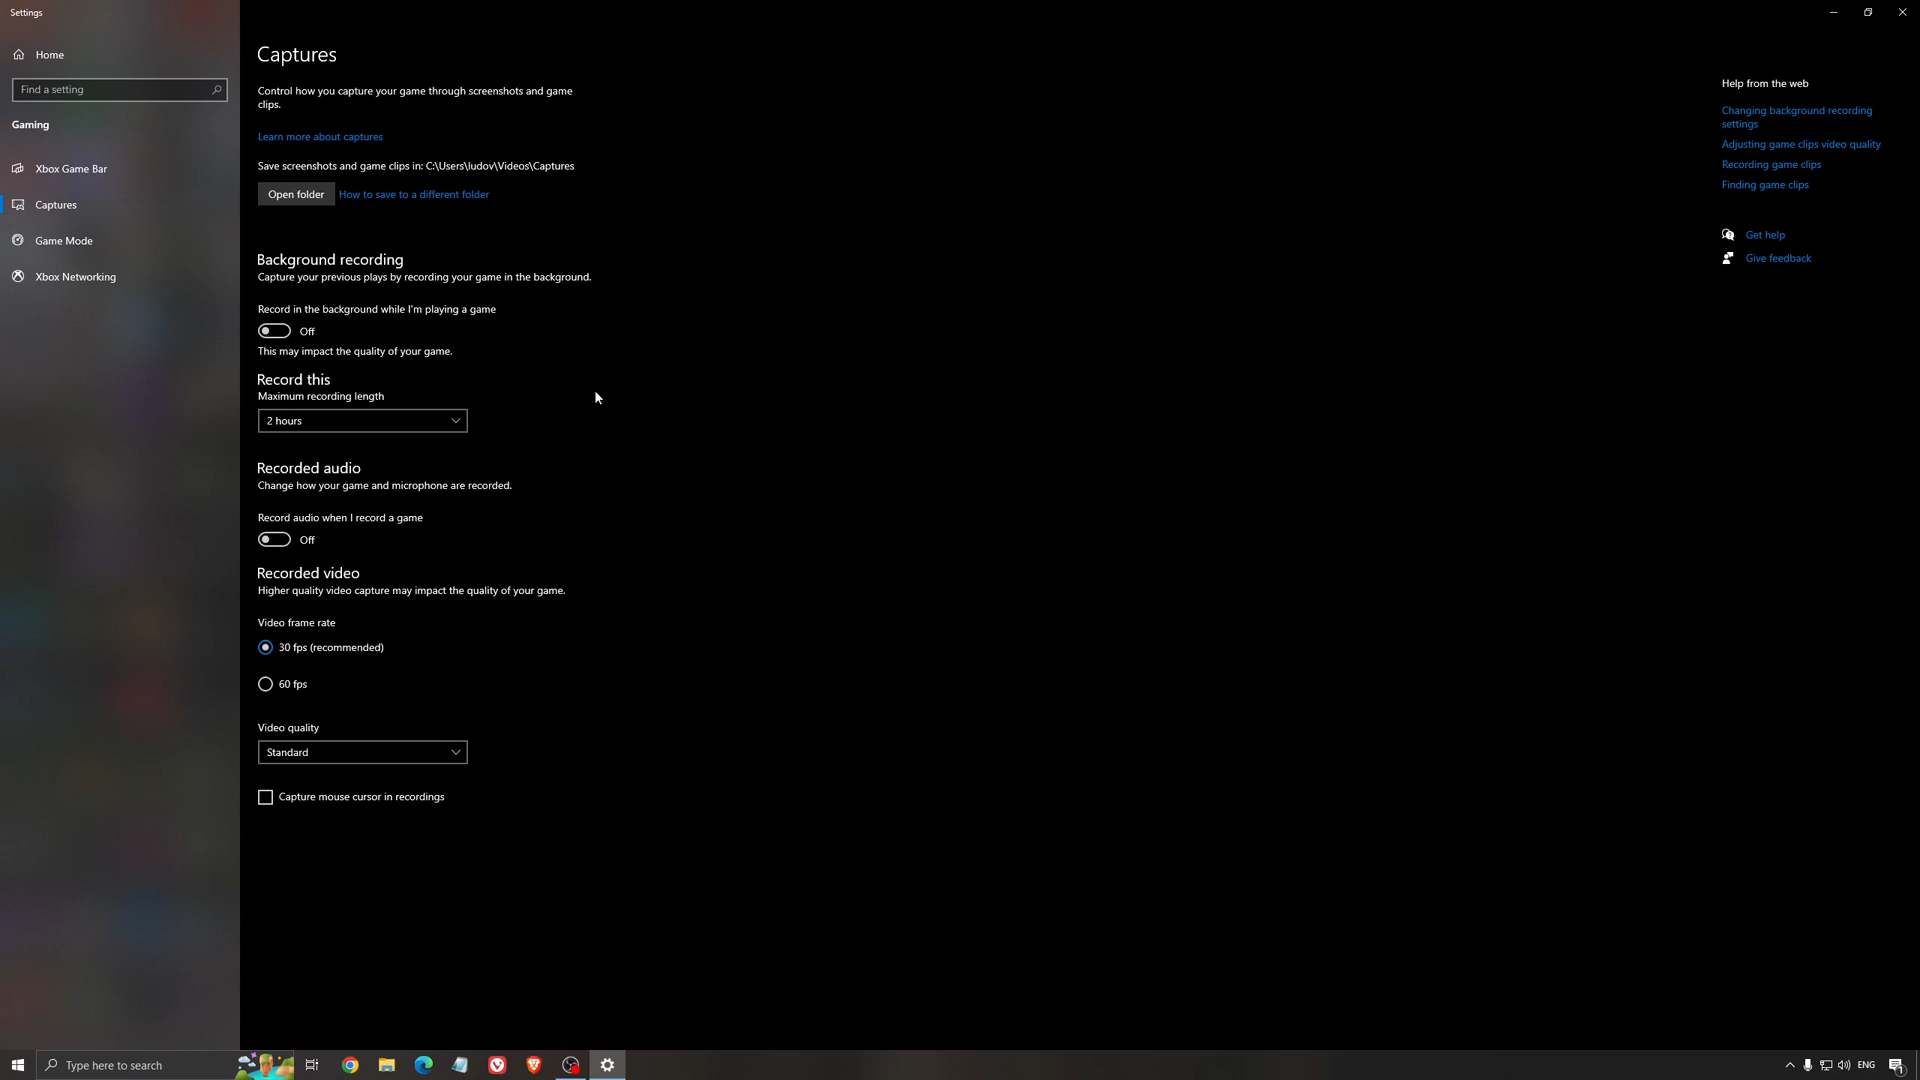 Settings
Home
Find a setting
Gaming
Xbox Game Bar
Captures
Game Mode
Xbox Networking
Captures
Control how you capture your game through screenshots and game
clips.
Learn more about captures
Save screenshots and game clips in: C:\Users\ludov\Videos\Captures
Open folder
How to save to a different folder
Background recording
Capture your previous plays by recording your game in the background.
Record in the background while I'm playing a game
Off
This may impact the quality of your game.
Record this
Maximum recording length
2 hours
Recorded audio
Change how your game and microphone are recorded.
Record audio when I record a game
Off
Recorded video
Higher quality video capture may impact the quality of your game.
Video frame rate
30 fps (recommended)
60 fps
Video quality
Standard
Capture mouse cursor in recordings
Help from the web
Changing background recording
settings
Adjusting game clips video quality
Recording game clips
Finding game clips
Get help
Give feedback
Type here to search
ENG
1